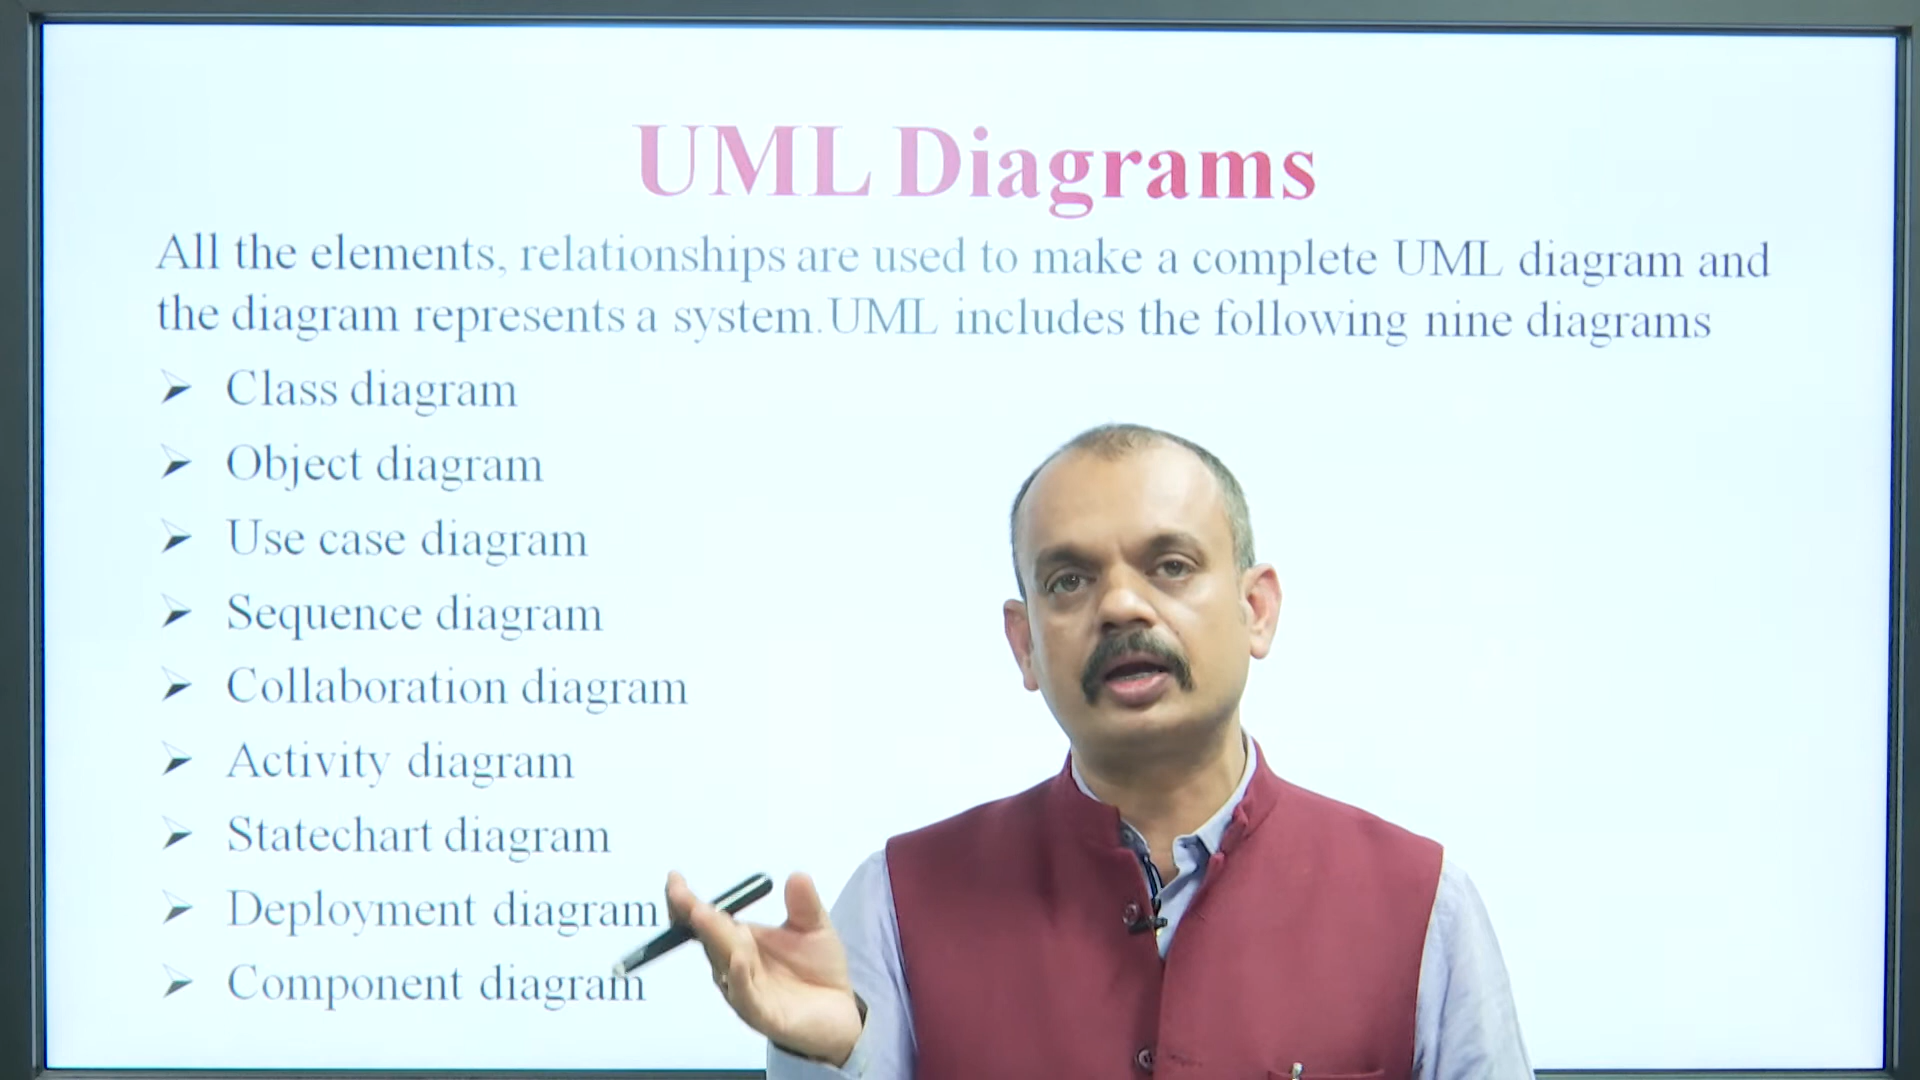 UML Diagrams
All the elements, relationships are used to make a complete UML diagram and
the diagram represents a system.UML includes the following nine diagrams
➢ Class diagram
➢ Object diagram
➢ Use case diagram
➢ Sequence diagram
➢ Collaboration diagram
➢ Activity diagram
➢ Statechart diagram
➢ Deployment diagram
➢ Component diagram